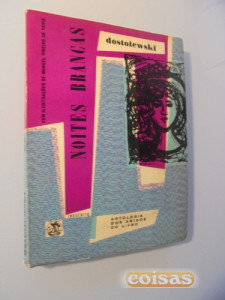 COM ILUSTRAÇÕES DE MANUEL RIBEIRO DE PAVIA
NOITES BRANCAS
dostoiewski
ANTOLOGIA
DOS AMIGOS
DO LIVRO
coisas